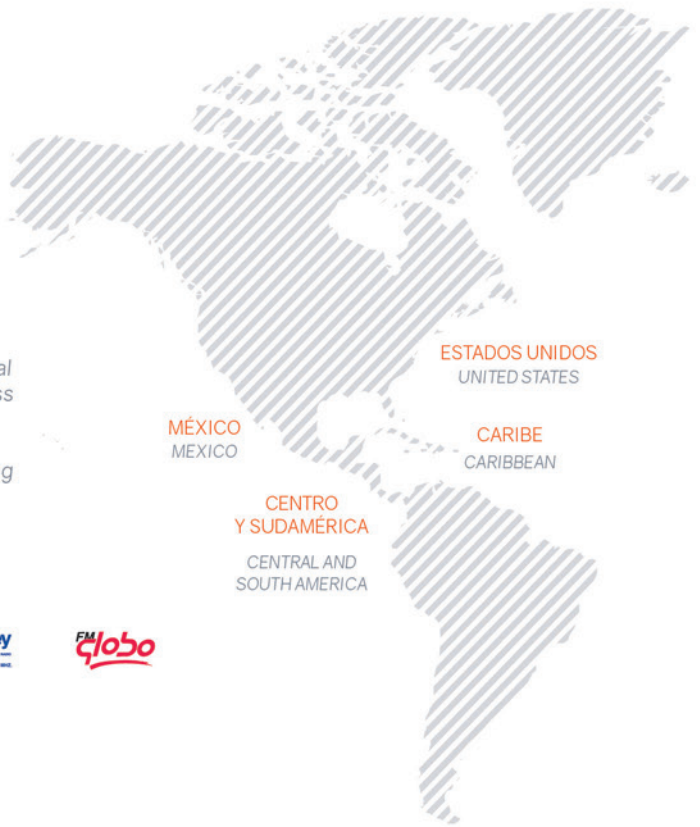 ESTADOS UNIDOS
UNITED STATES
MÉXICO
MEXICO
CARIBE
CARIBBEAN
CENTRO
Y SUDAMÉRICA
CENTRAL AND
SOUTH AMERICA
FM
Globo